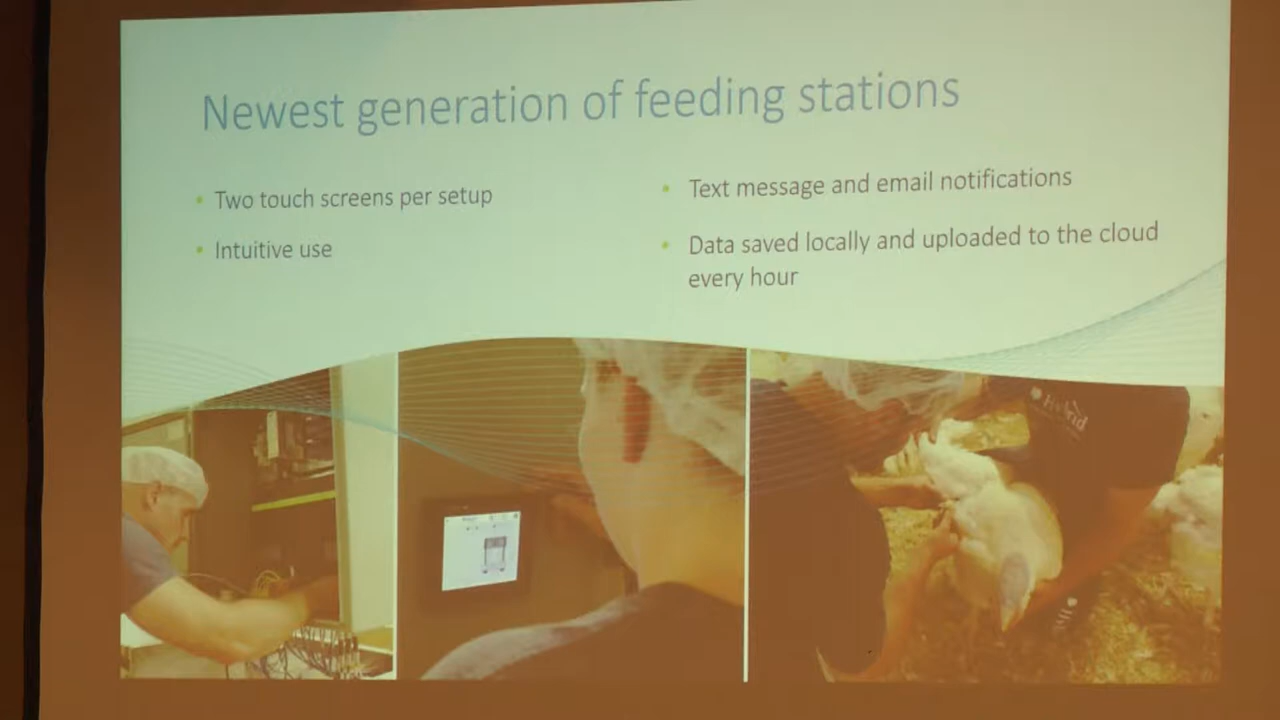 Newest generation of feeding stations
Two touch screens per setup
Intuitive use
Text message and email notifications
Data saved locally and uploaded to the cloud
every hour
Hybrid